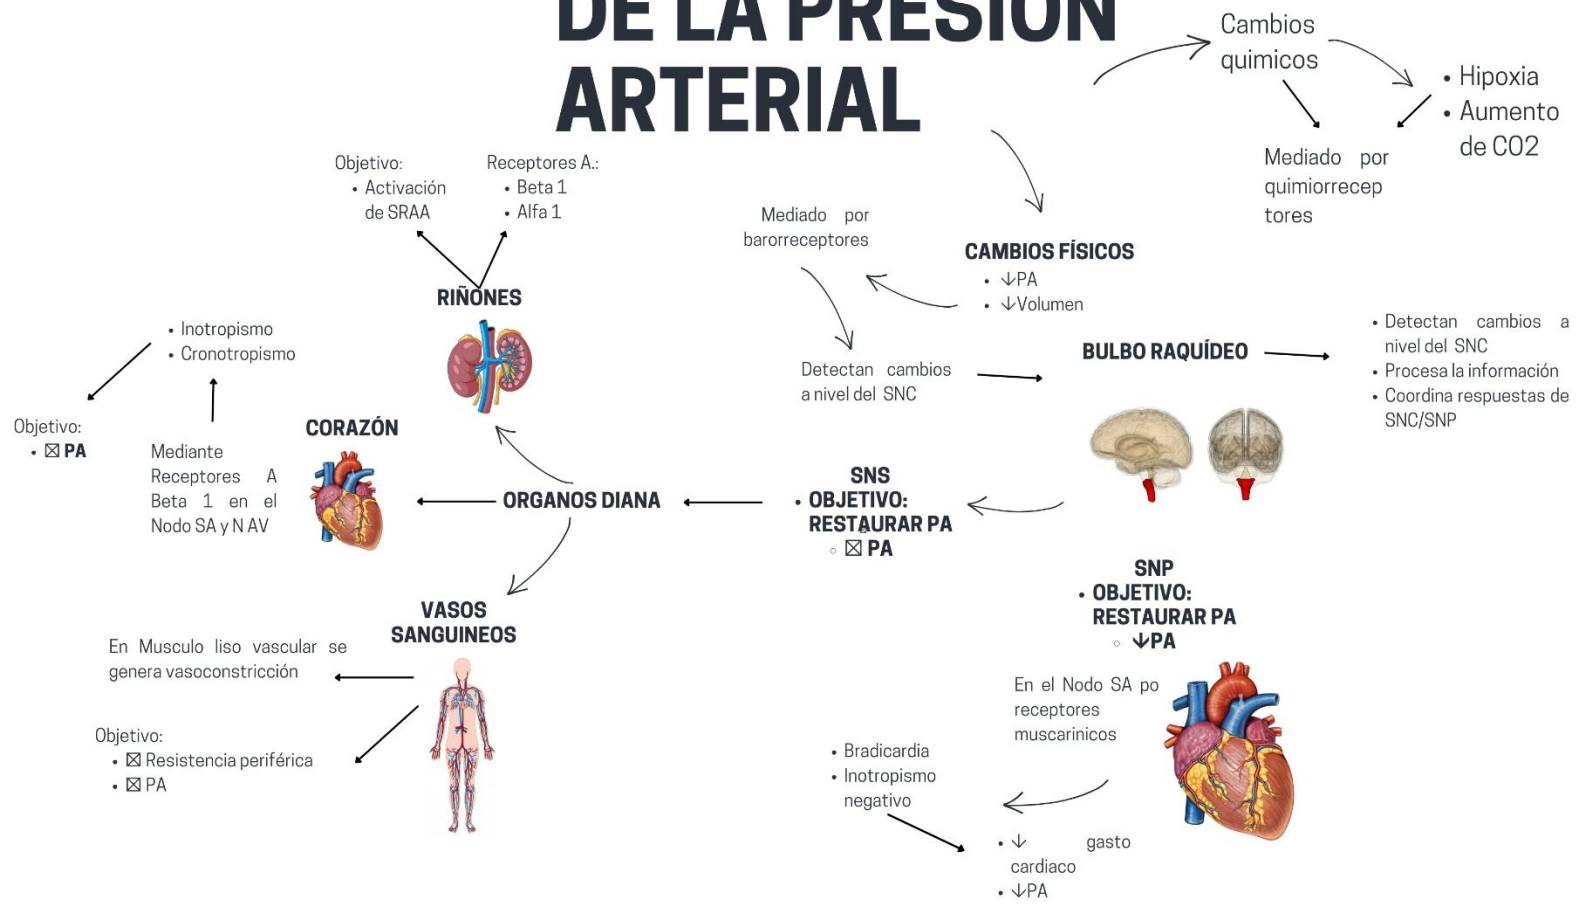 DE LA PRESIÓN
ARTERIAL
Cambios
quimicos
• Hipoxia
• Aumento
de CO2
Mediado por
quimiorrecep
tores
Objetivo:
• Activación
de SRAA
Receptores A.:
• Beta 1
• Alfa 1
RIÑONES
Mediado por
barorreceptores
CAMBIOS FÍSICOS
• ↓PA
• ↓Volumen
Detectan cambios
a nivel del SNC
BULBO RAQUÍDEO
• Detectan cambios a
nivel del SNC
• Procesa la información
• Coordina respuestas de
SNC/SNP
• Inotropismo
• Cronotropismo
Objetivo:
• ☒ PA
Mediante
Receptores A
Beta 1 en el
Nodo SA y N AV
CORAZÓN
ORGANOS DIANA
SNS
• OBJETIVO:
RESTAURAR PA
○ ☒ PA
SNP
• OBJETIVO:
RESTAURAR PA
○ ↓PA
VASOS
SANGUINEOS
En Musculo liso vascular se
genera vasoconstricción
Objetivo:
• ☒ Resistencia periférica
• ☒ PA
En el Nodo SA po
receptores
muscarinicos
• Bradicardia
• Inotropismo
negativo
• ↓ gasto
cardiaco
• ↓PA